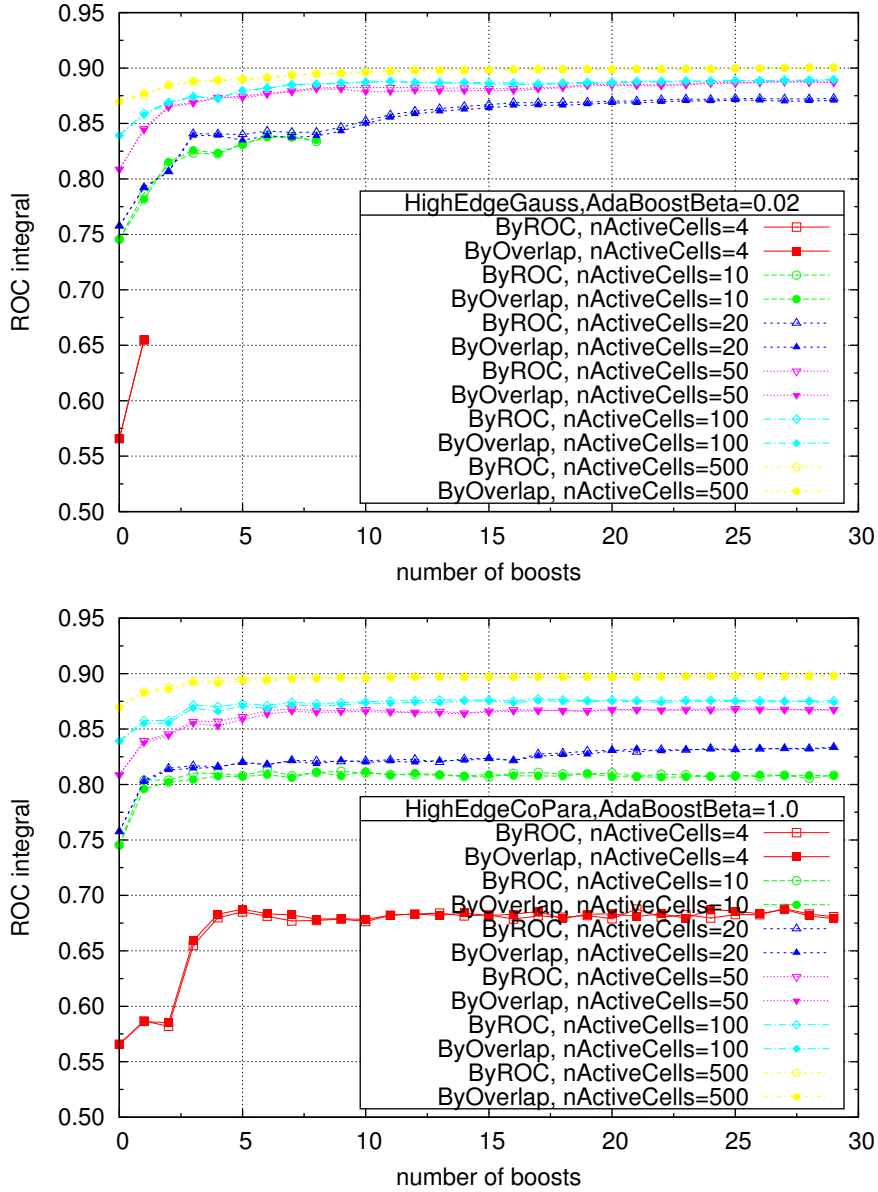 0.95
0.90
0.85
0.80
0.75
0.70
0.65
0.60
0.55
0.50
ROC integral
HighEdgeGauss,AdaBoostBeta=0.02
ByROC, nActiveCells=4
ByOverlap, nActiveCells=4
ByROC, nActiveCells=10
ByOverlap, nActiveCells=10
ByROC, nActiveCells=20
ByOverlap, nActiveCells=20
ByROC, nActiveCells=50
ByOverlap, nActiveCells=50
ByROC, nActiveCells=100
ByOverlap, nActiveCells=100
ByROC, nActiveCells=500
ByOverlap, nActiveCells=500
0 5 10 15 20 25 30
number of boosts
0.95
0.90
0.85
0.80
0.75
0.70
0.65
0.60
0.55
0.50
ROC integral
HighEdgeCoPara,AdaBoostBeta=1.0
ByROC, nActiveCells=4
ByOverlap, nActiveCells=4
ByROC, nActiveCells=10
ByOverlap, nActiveCells=10
ByROC, nActiveCells=20
ByOverlap, nActiveCells=20
ByROC, nActiveCells=50
ByOverlap, nActiveCells=50
ByROC, nActiveCells=100
ByOverlap, nActiveCells=100
ByROC, nActiveCells=500
ByOverlap, nActiveCells=500
0 5 10 15 20 25 30
number of boosts